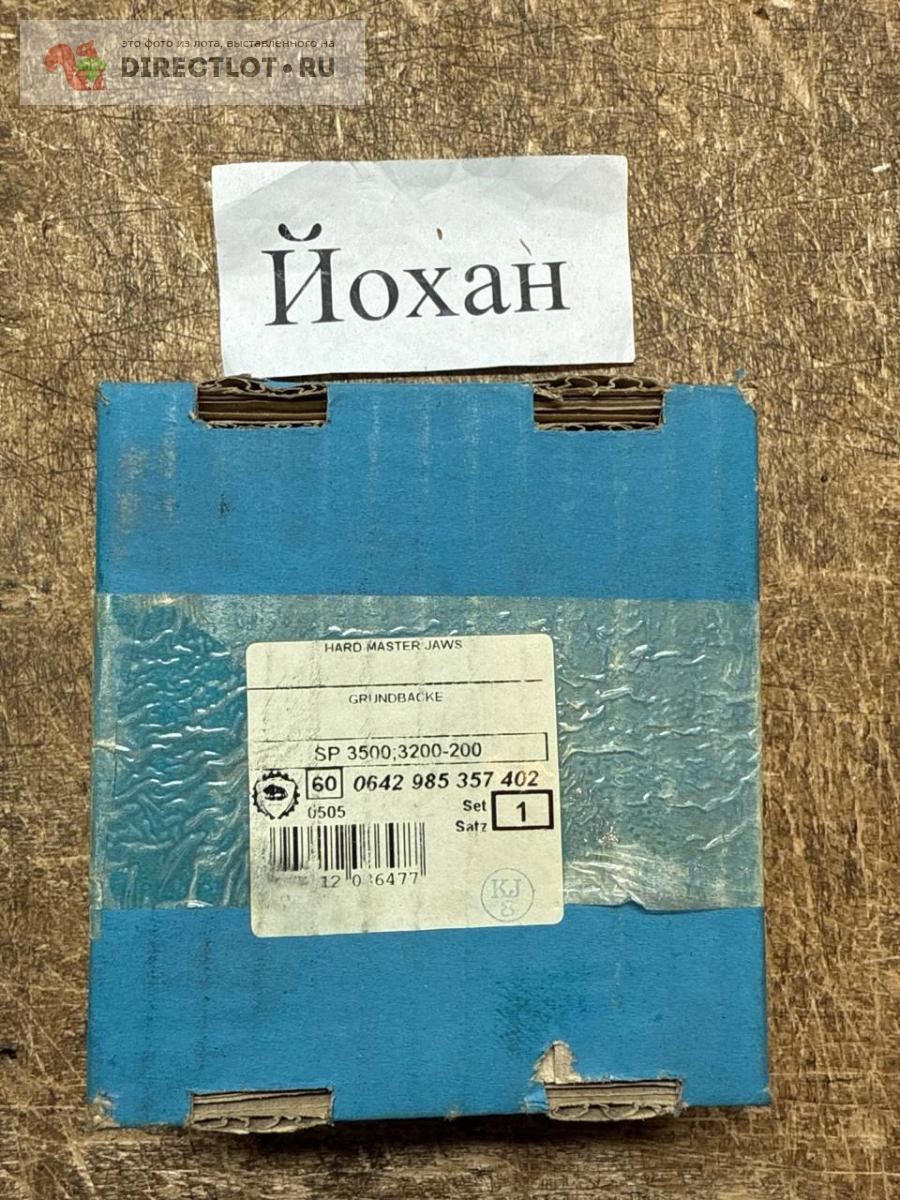 это фото из лота, выставленного на
DIRECTLOT.RU
Йохан
HARD MASTER JAWS
GRUNDBACKE
SP 3500;3200-200
60 0642 985 357 402
0505
Set
Satz
1
KJ